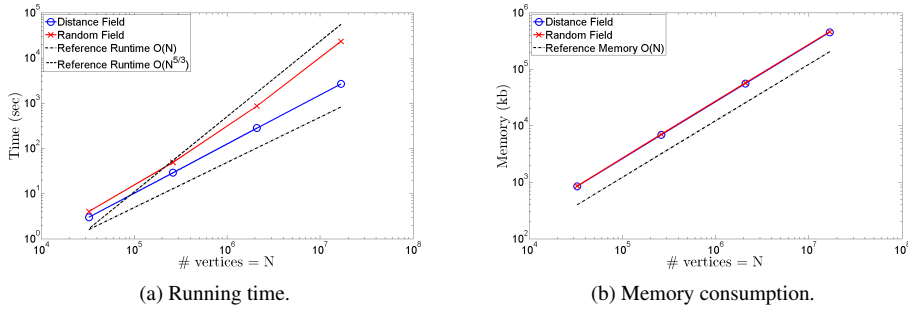 10^5
10^4
10^3
10^2
10^1
10^0
Time (sec)
Distance Field
Random Field
Reference Runtime O(N)
Reference Runtime O(N^5/3)
10^4
10^5
10^6
10^7
10^8
# vertices = N
(a) Running time.
10^6
10^5
10^4
10^3
10^2
Memory (kb)
Distance Field
Random Field
Reference Memory O(N)
10^4
10^5
10^6
10^7
10^8
# vertices = N
(b) Memory consumption.